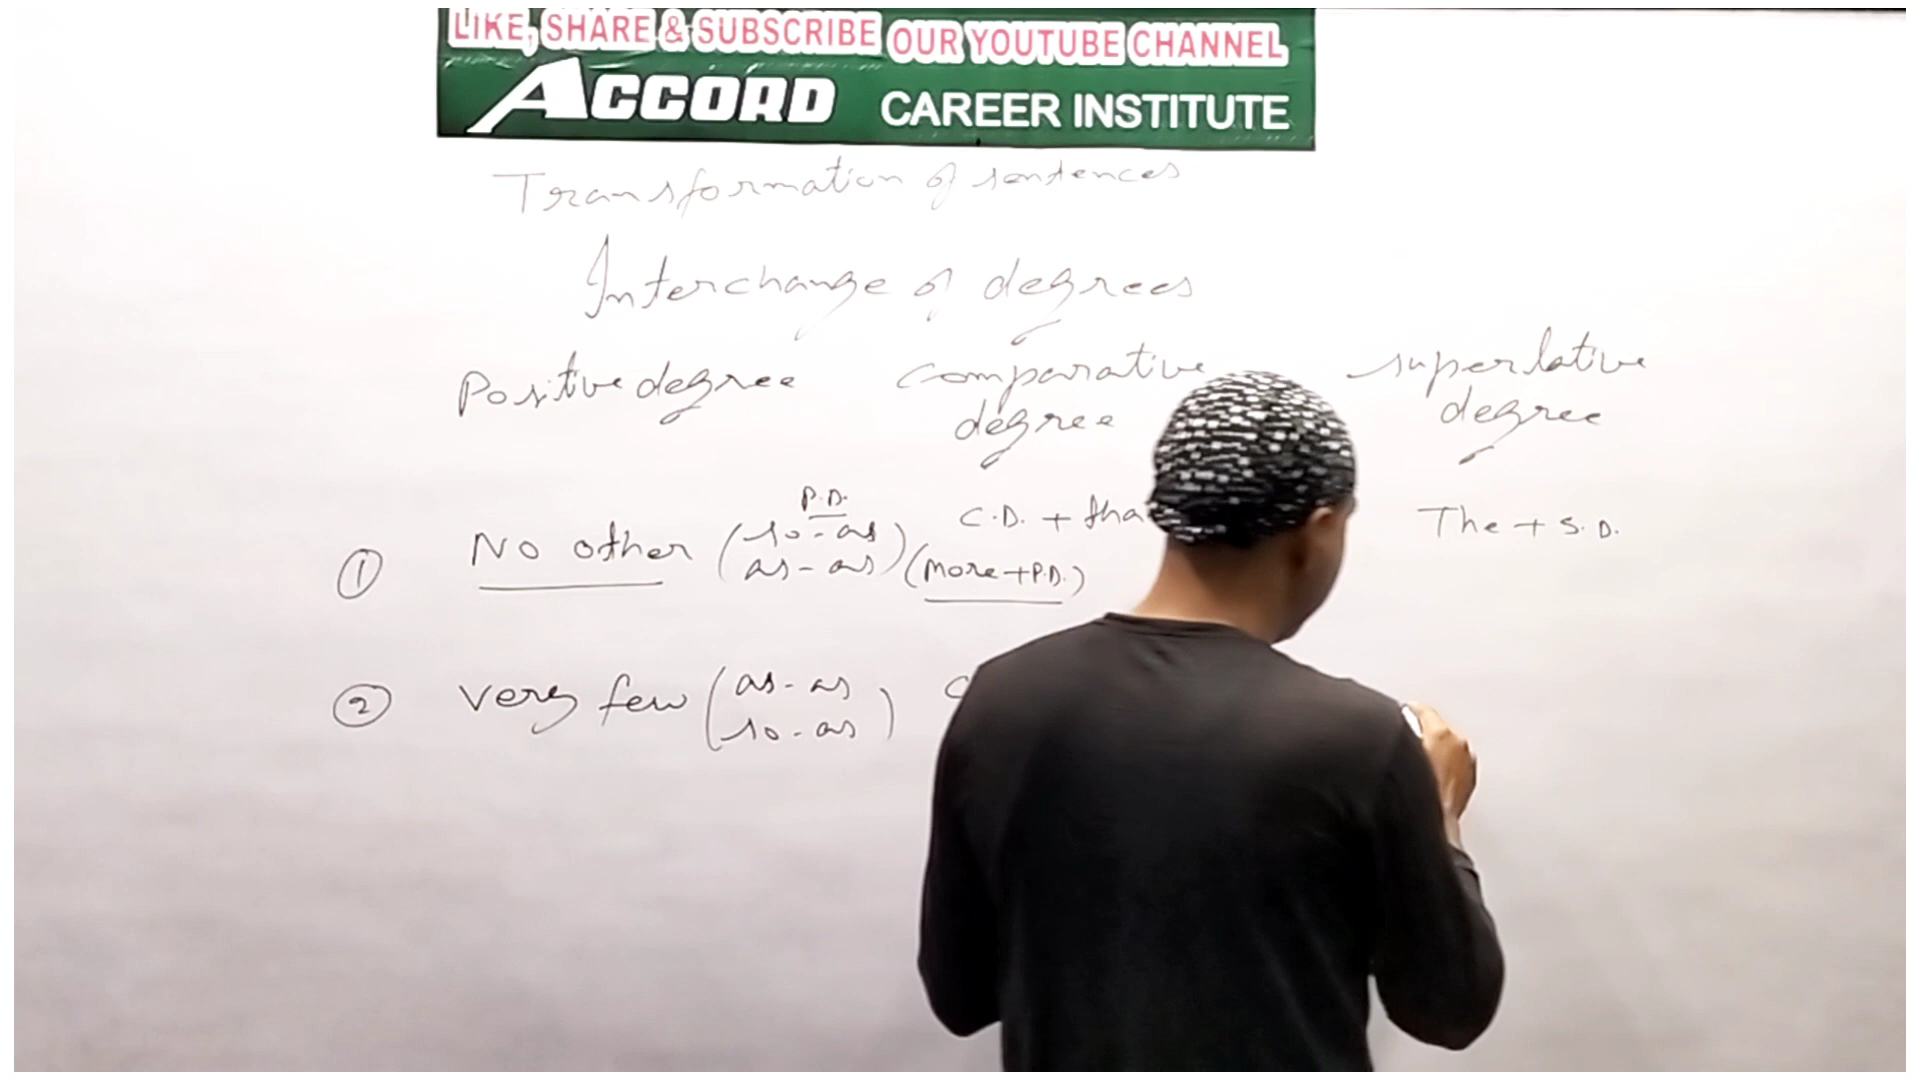 LIKE, SHARE & SUBSCRIBE OUR YOUTUBE CHANNEL
ACCORD CAREER INSTITUTE
Transformation of sentences
Interchange of degrees
Positive degree comparative degree superlative degree
P.D.
① No other (so - as as - as) C.D. + tha (more + P.D.) The + S.D.
② very few (as - as so - as) C